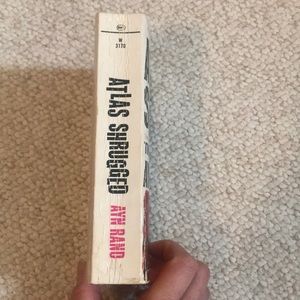 W
3170
ATLAS SHRUGGED
AYN RAND